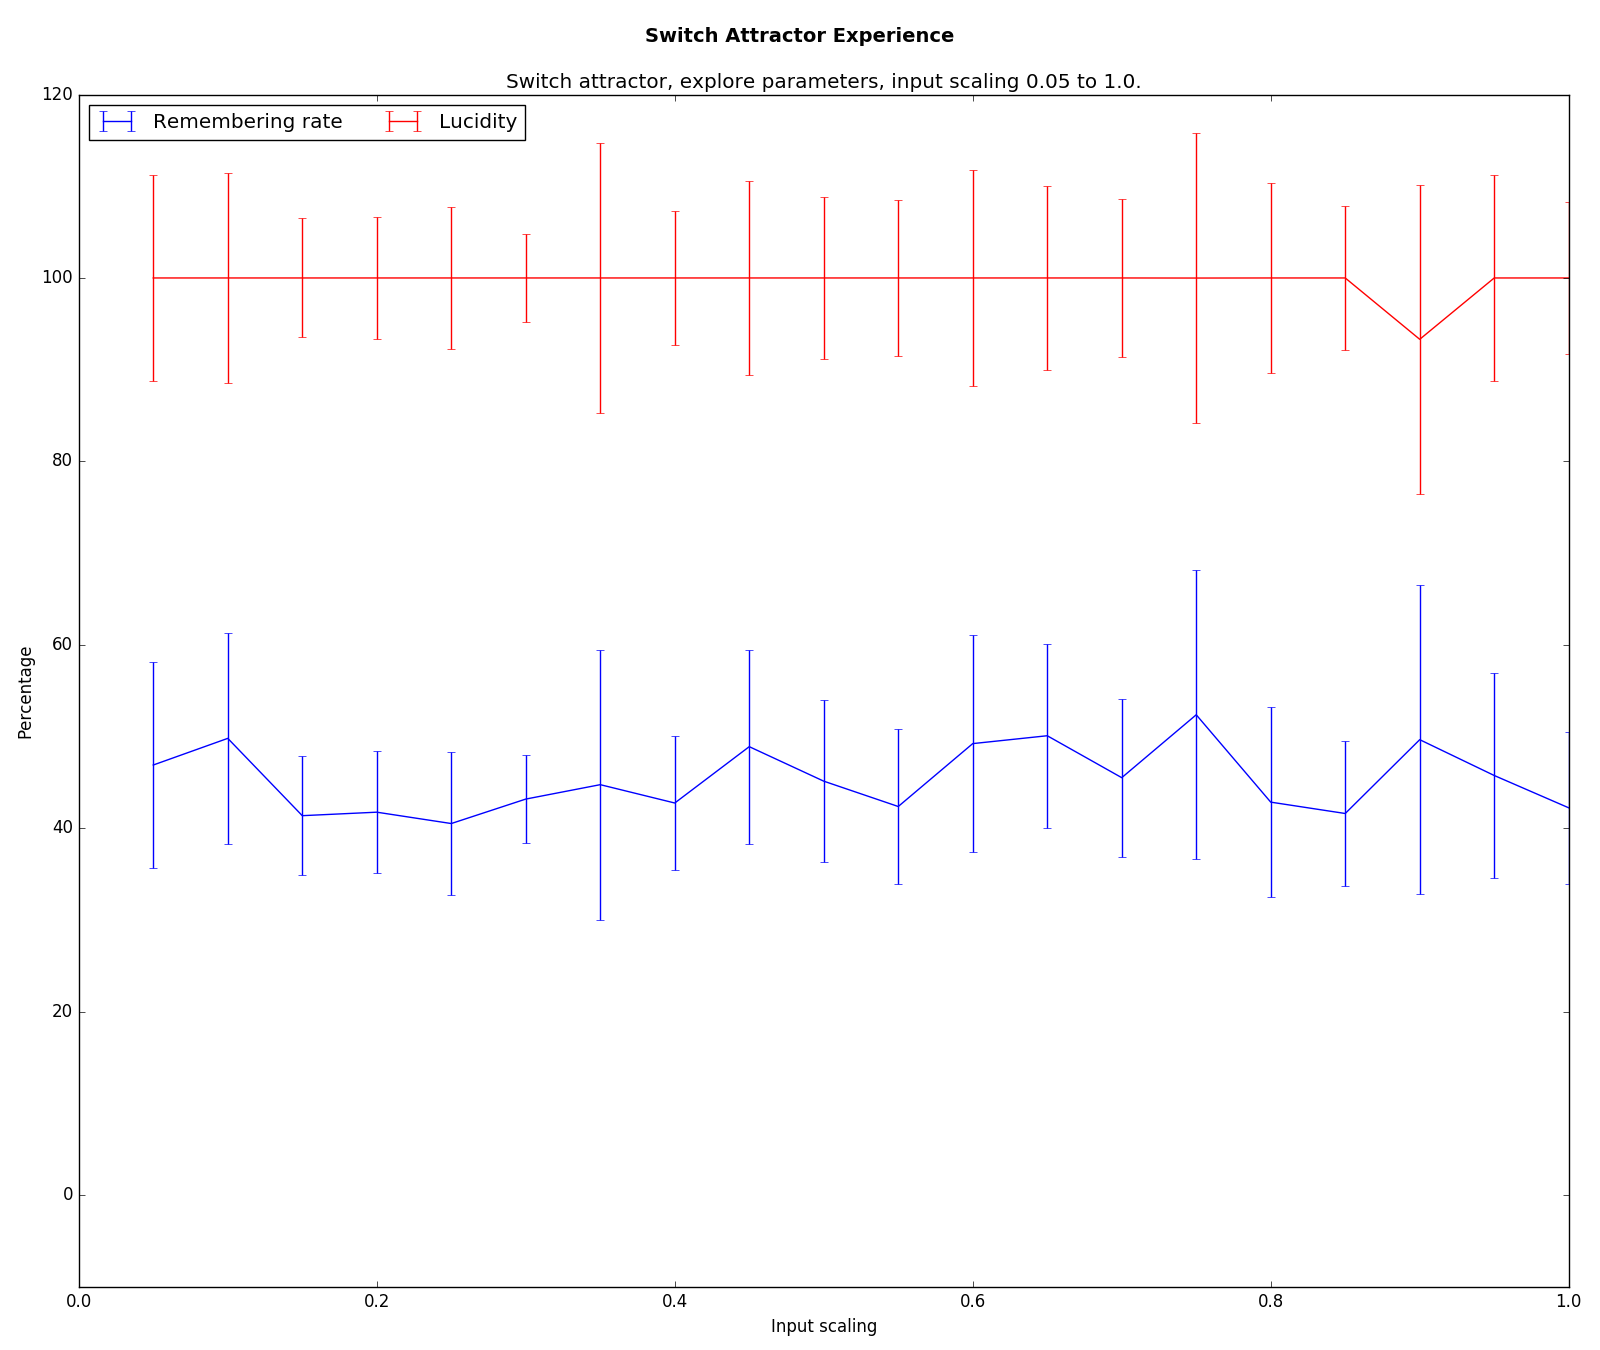 Switch Attractor Experience
Switch attractor, explore parameters, input scaling 0.05 to 1.0.
Remembering rate Lucidity
120
100
80
60
40
20
0
Percentage
0.0 0.2 0.4 0.6 0.8 1.0
Input scaling